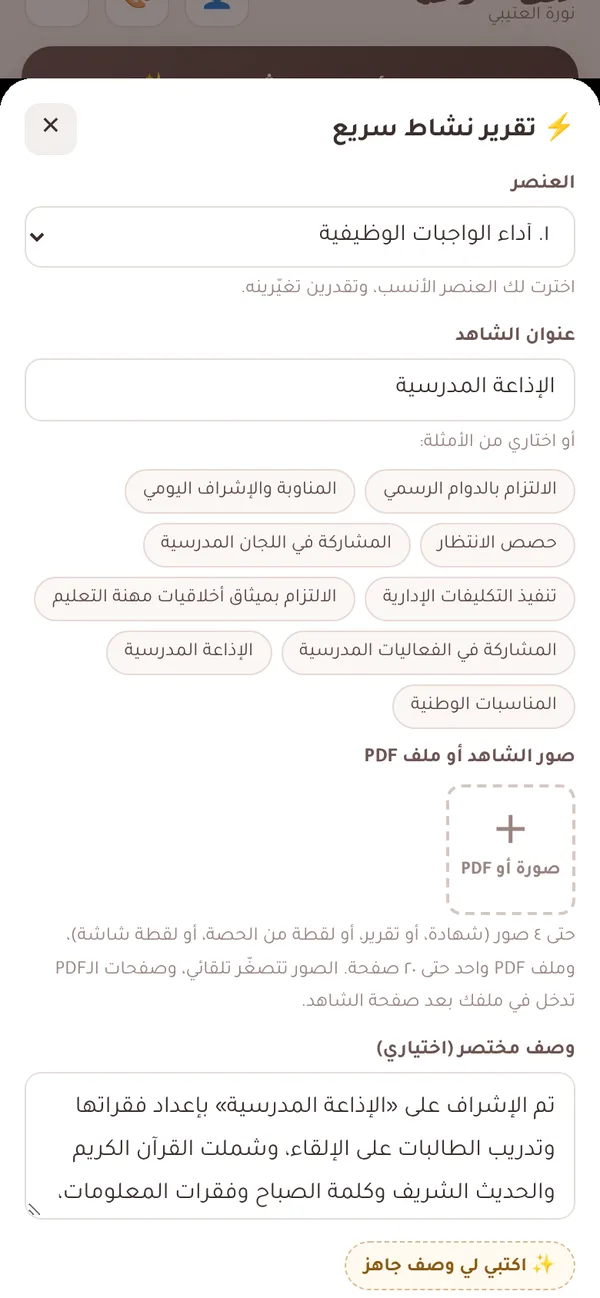 نورة العتيبي
⚡ تقرير نشاط سريع
✕
العنصر
١. أداء الواجبات الوظيفية
اخترت لك العنصر الأنسب، وتقدرين تغيّرينه.
عنوان الشاهد
الإذاعة المدرسية
أو اختاري من الأمثلة:
الالتزام بالدوام الرسمي
المناوبة والإشراف اليومي
حصص الانتظار
المشاركة في اللجان المدرسية
تنفيذ التكليفات الإدارية
الالتزام بميثاق أخلاقيات مهنة التعليم
المشاركة في الفعاليات المدرسية
الإذاعة المدرسية
المناسبات الوطنية
صور الشاهد أو ملف PDF
+
صورة أو PDF
حتى ٤ صور (شهادة، أو تقرير، أو لقطة من الحصة، أو لقطة شاشة)،
وملف PDF واحد حتى ٢٠ صفحة. الصور تتصغّر تلقائي، وصفحات الـPDF
تدخل في ملفك بعد صفحة الشاهد.
وصف مختصر (اختياري)
تم الإشراف على «الإذاعة المدرسية» بإعداد فقراتها
وتدريب الطالبات على الإلقاء، وشملت القرآن الكريم
والحديث الشريف وكلمة الصباح وفقرات المعلومات،
✨ اكتبي لي وصف جاهز